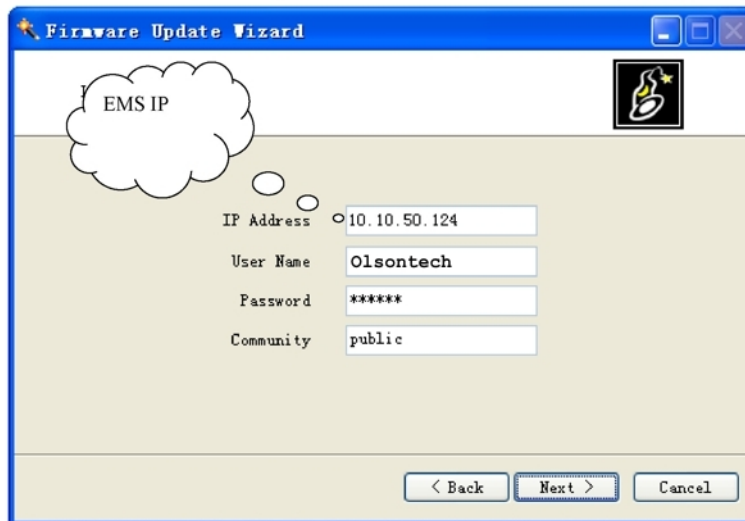 Firmware Update Wizard
EMS IP
IP Address 10.10.50.124
User Name Olsontech
Password ******
Community public
< Back Next > Cancel